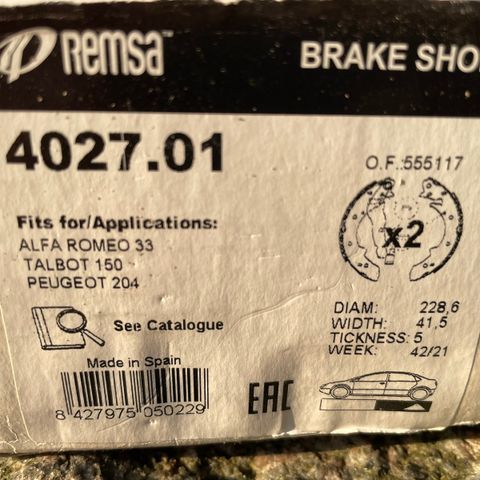 Remsa
BRAKE SHO
4027.01
O.F.:555117
Fits for/Applications:
ALFA ROMEO 33
TALBOT 150
PEUGEOT 204
x2
See Catalogue
DIAM: 228,6
WIDTH: 41,5
TICKNESS: 5
WEEK: 42/21
Made in Spain
8 427975 050229
EAC